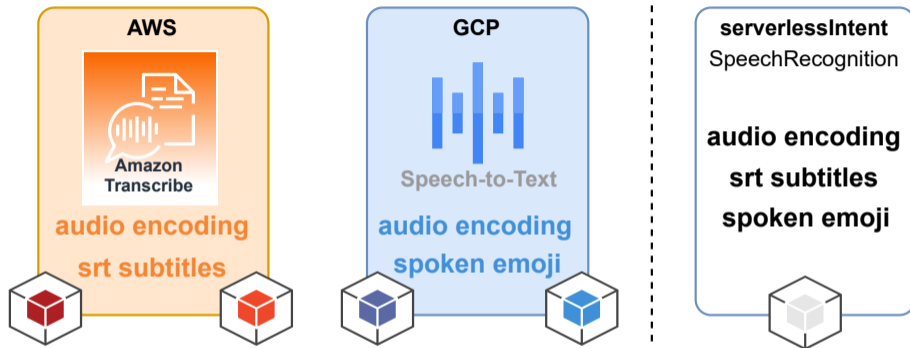 AWS
Amazon
Transcribe
audio encoding
srt subtitles
GCP
Speech-to-Text
audio encoding
spoken emoji
serverlessIntent
SpeechRecognition
audio encoding
srt subtitles
spoken emoji